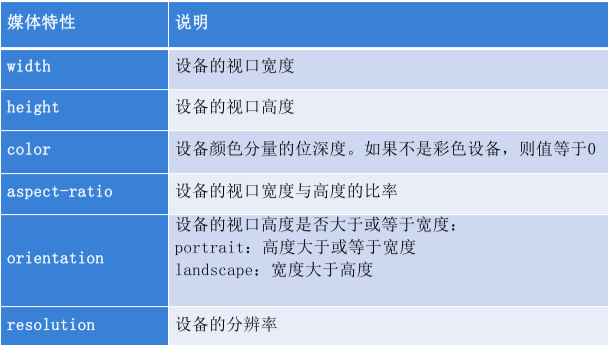 媒体特性 说明
width 设备的视口宽度
height 设备的视口高度
color 设备颜色分量的位深度。如果不是彩色设备，则值等于0
aspect-ratio 设备的视口宽度与高度的比率
orientation 设备的视口高度是否大于或等于宽度：
portrait：高度大于或等于宽度
landscape：宽度大于高度
resolution 设备的分辨率